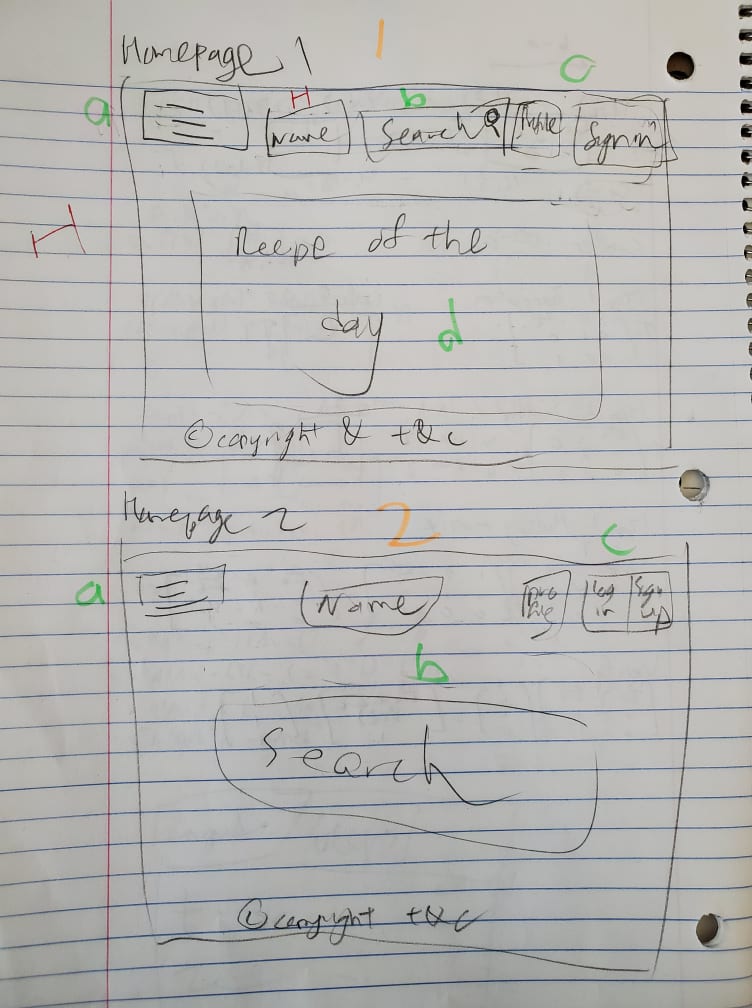 Homepage 1 1
a H b c
Name Search Profile Sign in
H
Recipe of the
day d
© copyright & t&c
Homepage 2 2
a c
Name Log in Sign up
b
Search
© copyright t&c